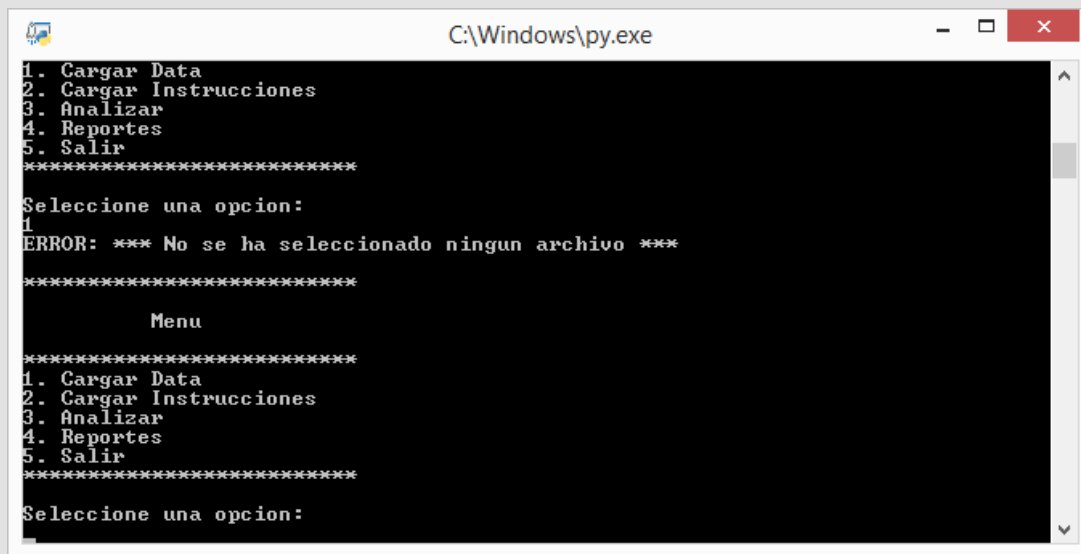 C:\Windows\py.exe
1. Cargar Data
2. Cargar Instrucciones
3. Analizar
4. Reportes
5. Salir
**************************
Seleccione una opcion:
1
ERROR: *** No se ha seleccionado ningun archivo ***
**************************
Menu
**************************
1. Cargar Data
2. Cargar Instrucciones
3. Analizar
4. Reportes
5. Salir
**************************
Seleccione una opcion: